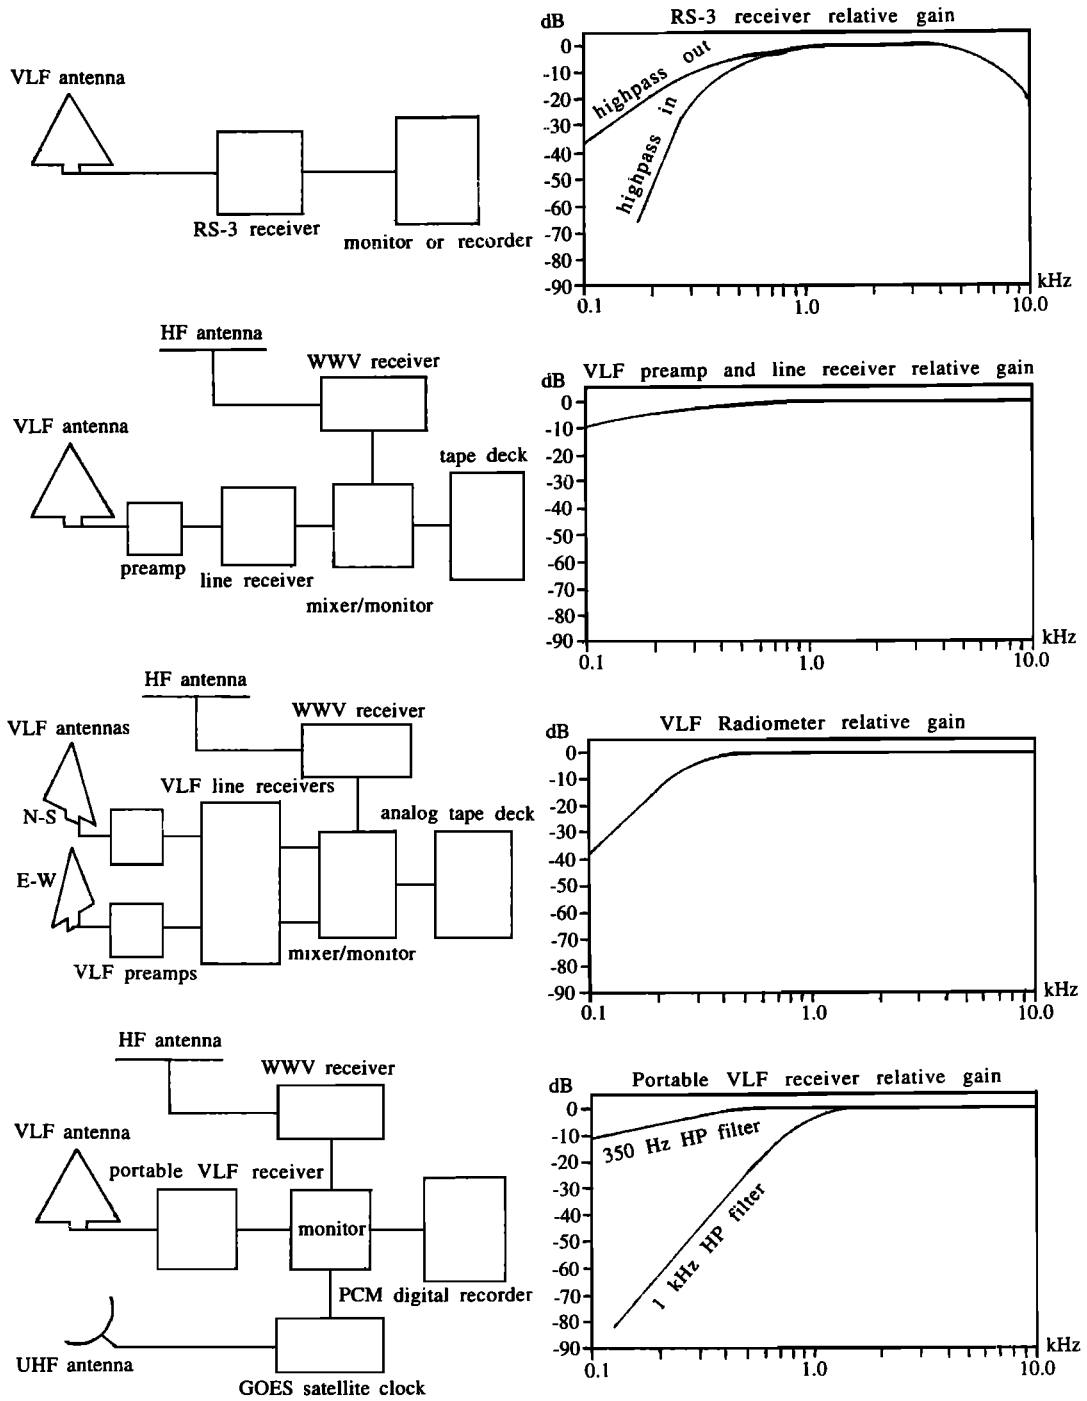 VLF antenna
RS-3 receiver
monitor or recorder
RS-3 receiver relative gain
dB
0
-10
-20
-30
-40
-50
-60
-70
-80
-90
highpass out
highpass in
0.1
1.0
10.0
kHz
HF antenna
WWV receiver
VLF antenna
tape deck
preamp
line receiver
mixer/monitor
VLF preamp and line receiver relative gain
dB
0
-10
-20
-30
-40
-50
-60
-70
-80
-90
0.1
1.0
10.0
kHz
HF antenna
WWV receiver
VLF antennas
VLF line receivers
analog tape deck
N-S
E-W
mixer/monitor
VLF preamps
VLF Radiometer relative gain
dB
0
-10
-20
-30
-40
-50
-60
-70
-80
-90
0.1
1.0
10.0
kHz
HF antenna
WWV receiver
VLF antenna
portable VLF receiver
monitor
PCM digital recorder
UHF antenna
GOES satellite clock
Portable VLF receiver relative gain
dB
0
-10
-20
-30
-40
-50
-60
-70
-80
-90
350 Hz HP filter
1 kHz HP filter
0.1
1.0
10.0
kHz